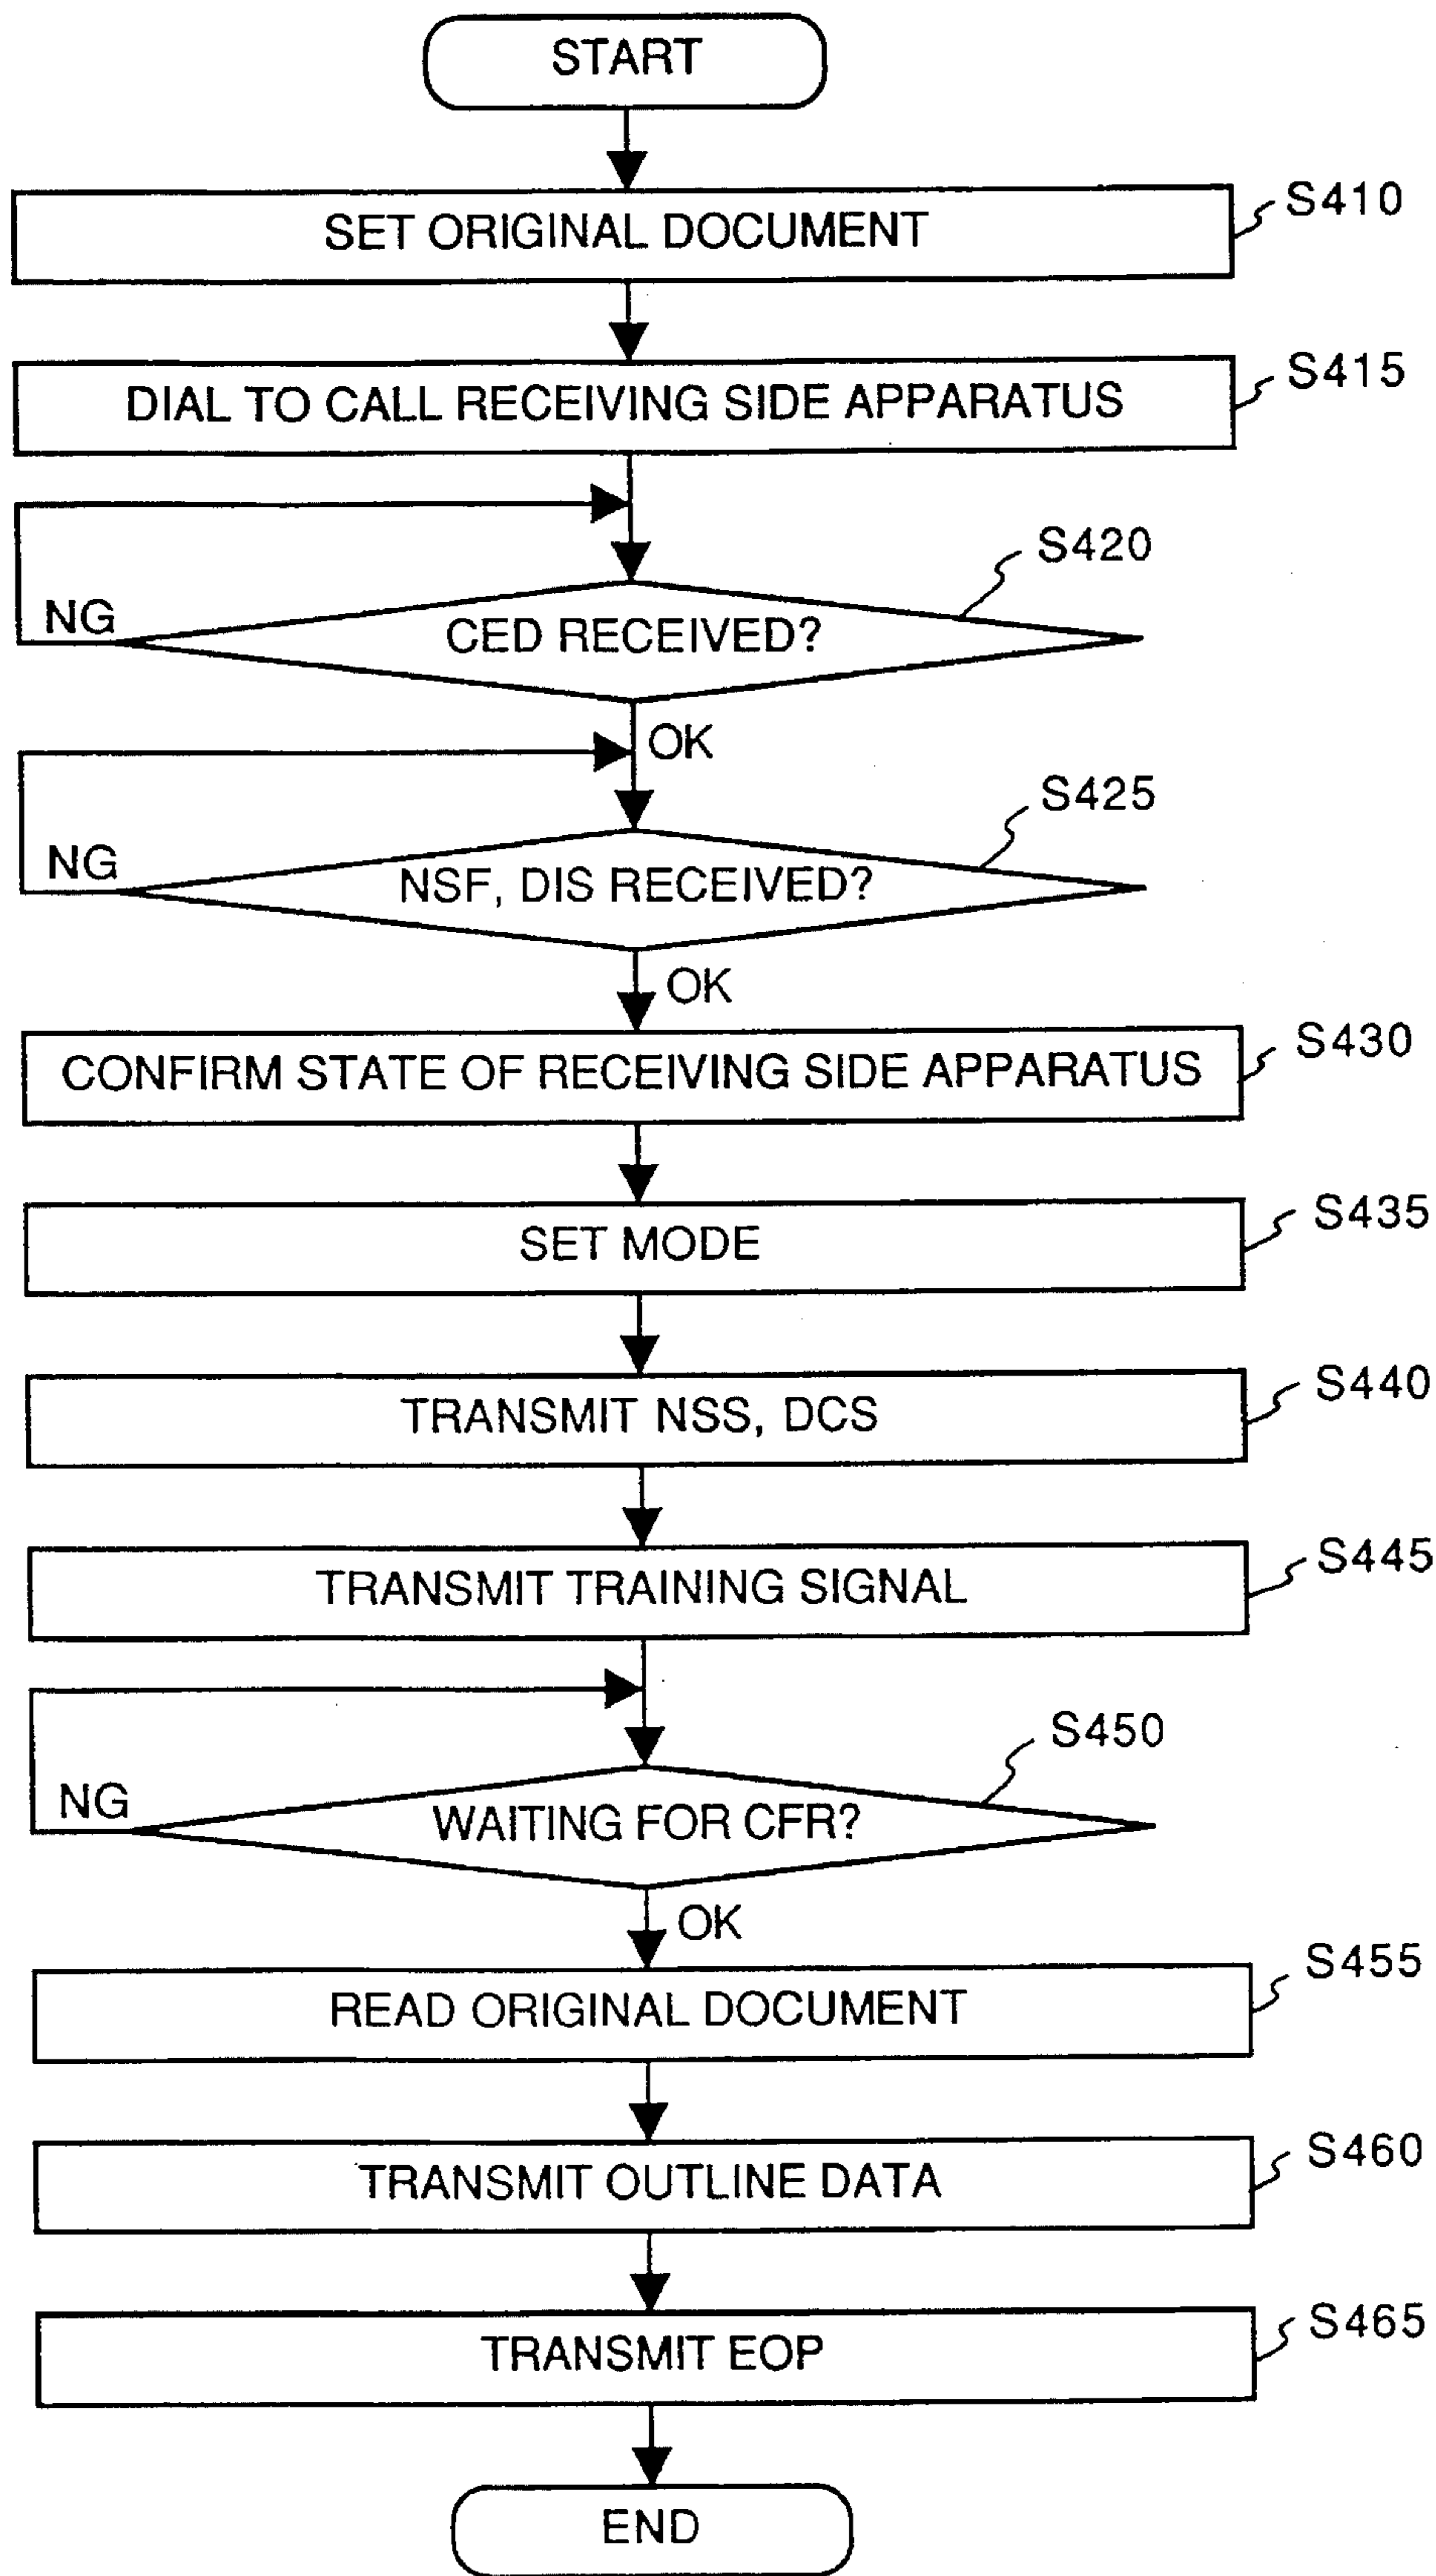 START
SET ORIGINAL DOCUMENT
S410
DIAL TO CALL RECEIVING SIDE APPARATUS
S415
S420
NG
CED RECEIVED?
OK
S425
NG
NSF, DIS RECEIVED?
OK
CONFIRM STATE OF RECEIVING SIDE APPARATUS
S430
SET MODE
S435
TRANSMIT NSS, DCS
S440
TRANSMIT TRAINING SIGNAL
S445
S450
NG
WAITING FOR CFR?
OK
READ ORIGINAL DOCUMENT
S455
TRANSMIT OUTLINE DATA
S460
TRANSMIT EOP
S465
END